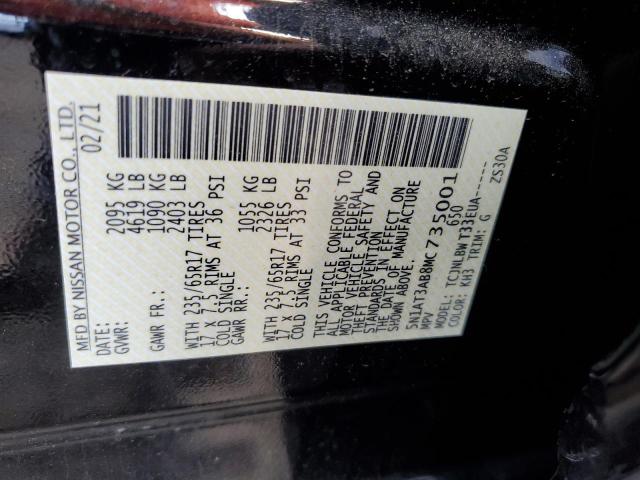 MFD BY NISSAN MOTOR CO., LTD.
DATE: 02/21
GVWR: 2095 KG
4619 LB
GAWR FR.: 1090 KG
2403 LB
WITH 235/65R17 TIRES
17 X 7.5 RIMS AT 36 PSI
COLD SINGLE
GAWR RR.: 1055 KG
2326 LB
WITH 235/65R17 TIRES
17 X 7.5 RIMS AT 33 PSI
COLD SINGLE
THIS VEHICLE CONFORMS TO
ALL APPLICABLE FEDERAL
MOTOR VEHICLE SAFETY AND
THEFT PREVENTION
STANDARDS IN EFFECT ON
THE DATE OF MANUFACTURE
SHOWN ABOVE.
5N1AT3AB8MC735001
MPV 650
MODEL: TCJNLBW T33EUA------
COLOR: KH3 TRIM: G ZS30A